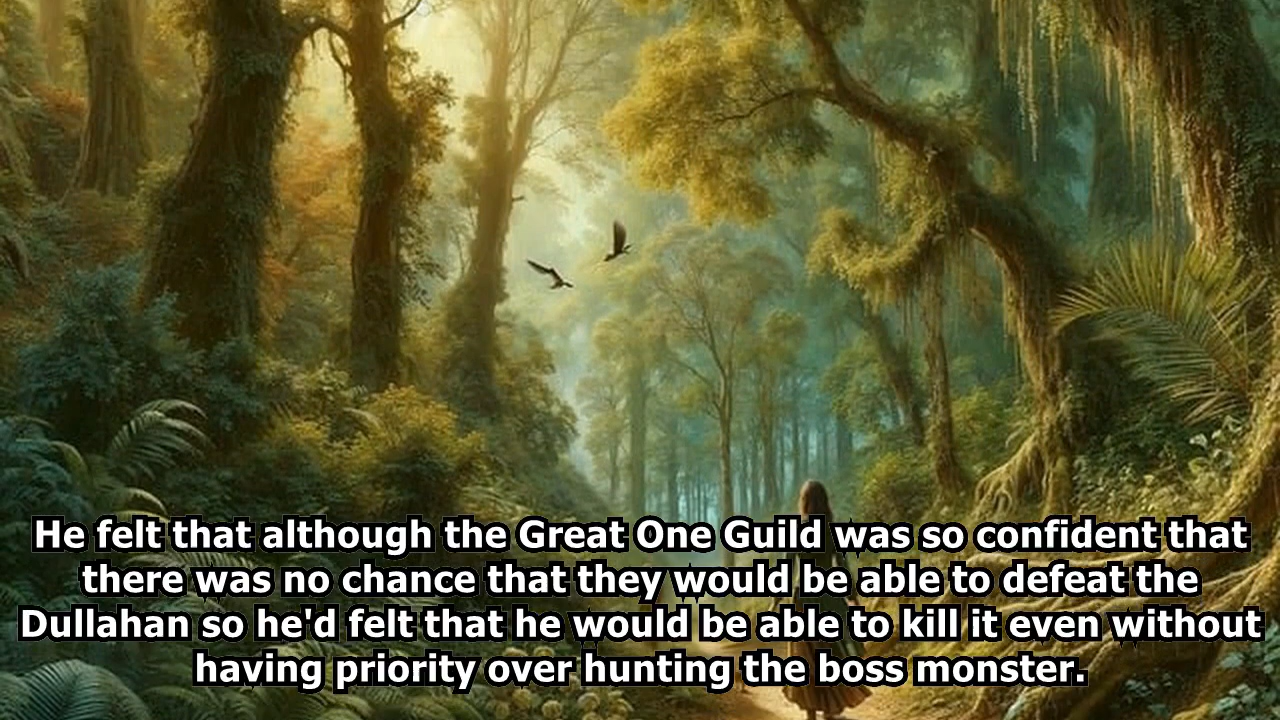 He felt that although the Great One Guild was so confident that
there was no chance that they would be able to defeat the
Dullahan so he'd felt that he would be able to kill it even without
having priority over hunting the boss monster.